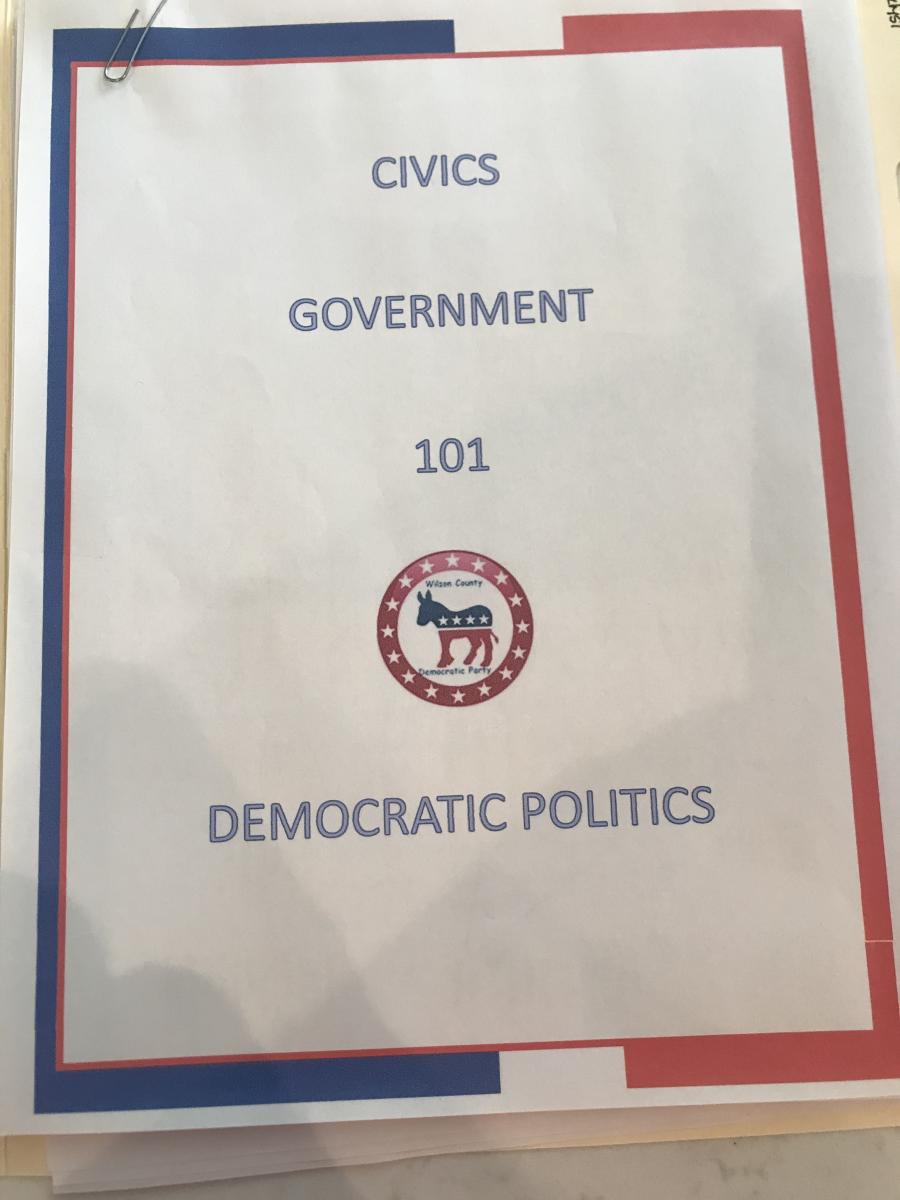 CIVICS
GOVERNMENT
101
Wilson County
Democratic Party
DEMOCRATIC POLITICS